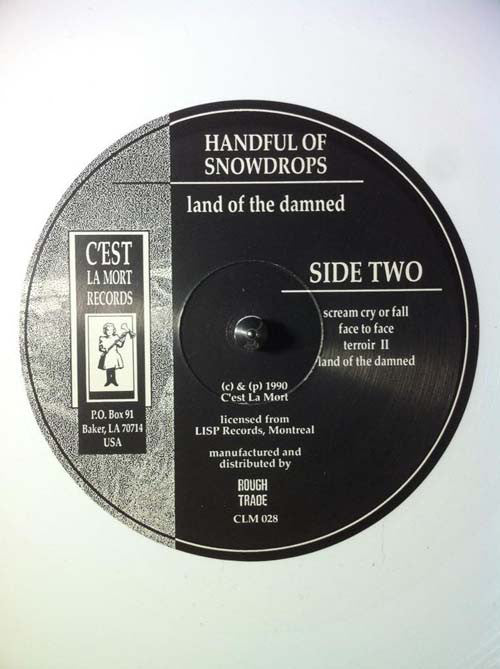 HANDFUL OF
SNOWDROPS
land of the damned
C'EST
LA MORT
RECORDS
P.O. Box 91
Baker, LA 70714
USA
SIDE TWO
scream cry or fall
face to face
terroir II
land of the damned
(c) & (p) 1990
C'est La Mort
licensed from
LISP Records, Montreal
manufactured and
distributed by
ROUGH
TRADE
CLM 028